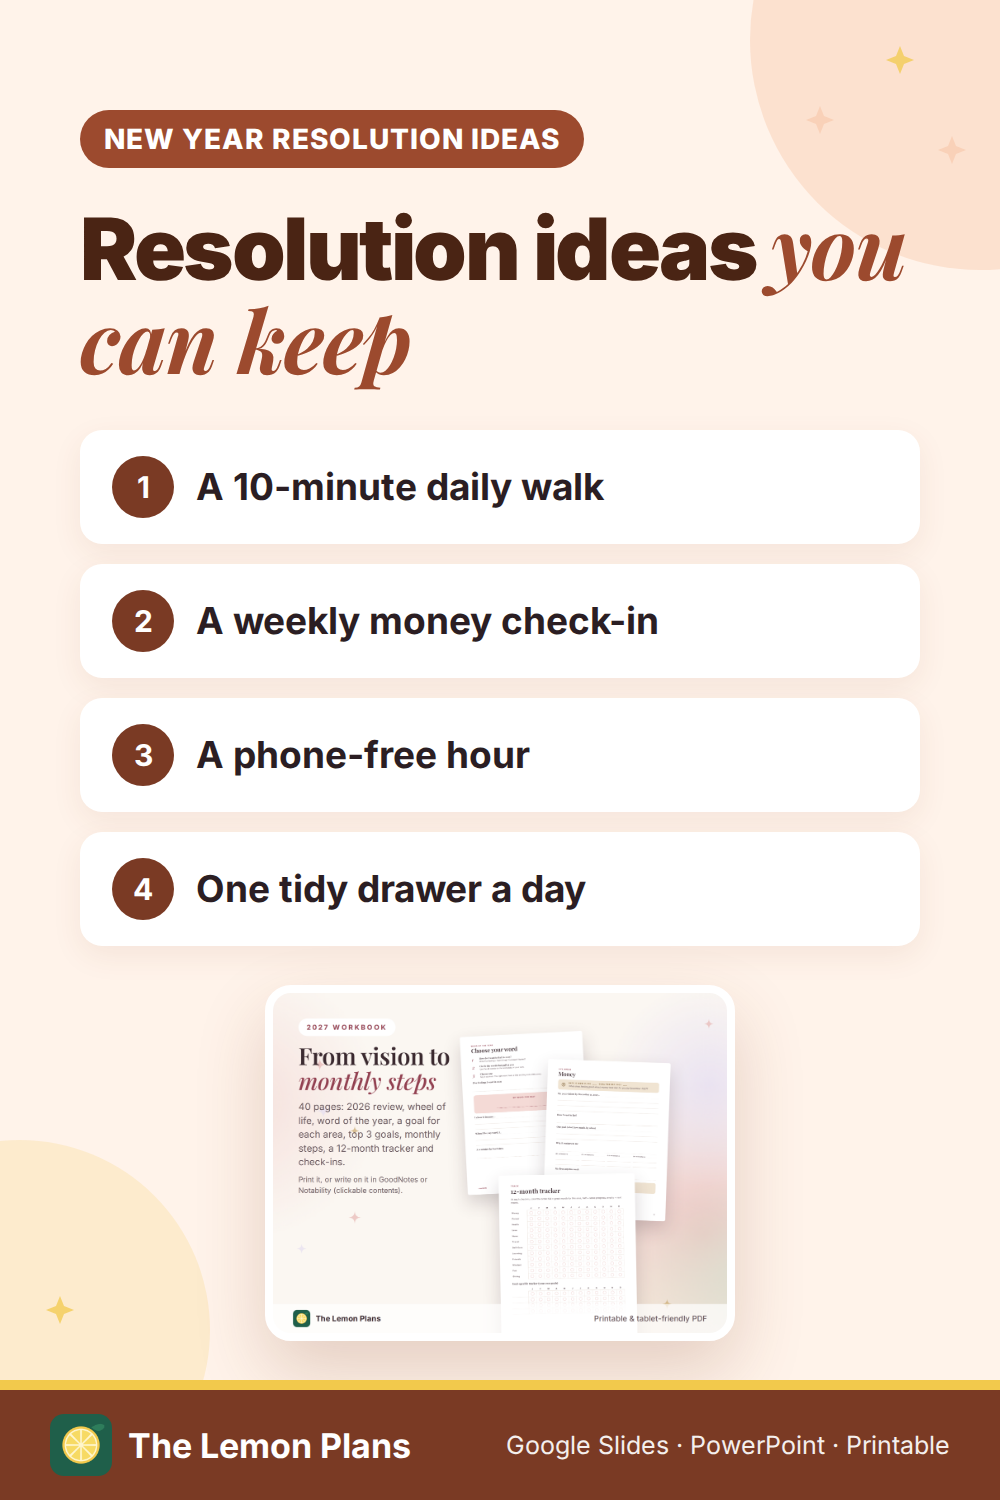 NEW YEAR RESOLUTION IDEAS
Resolution ideas you
can keep
1 A 10-minute daily walk
2 A weekly money check-in
3 A phone-free hour
4 One tidy drawer a day
2027 WORKBOOK
From vision to
monthly steps
40 pages: 2026 review, wheel of
life, word of the year, a goal for
each area, top 3 goals, monthly
steps, a 12-month tracker and
check-ins.
Print it, or write on it in GoodNotes or
Notability (clickable contents).
Choose your word
Money
12-month tracker
The Lemon Plans
Printable & tablet-friendly PDF
The Lemon Plans
Google Slides · PowerPoint · Printable